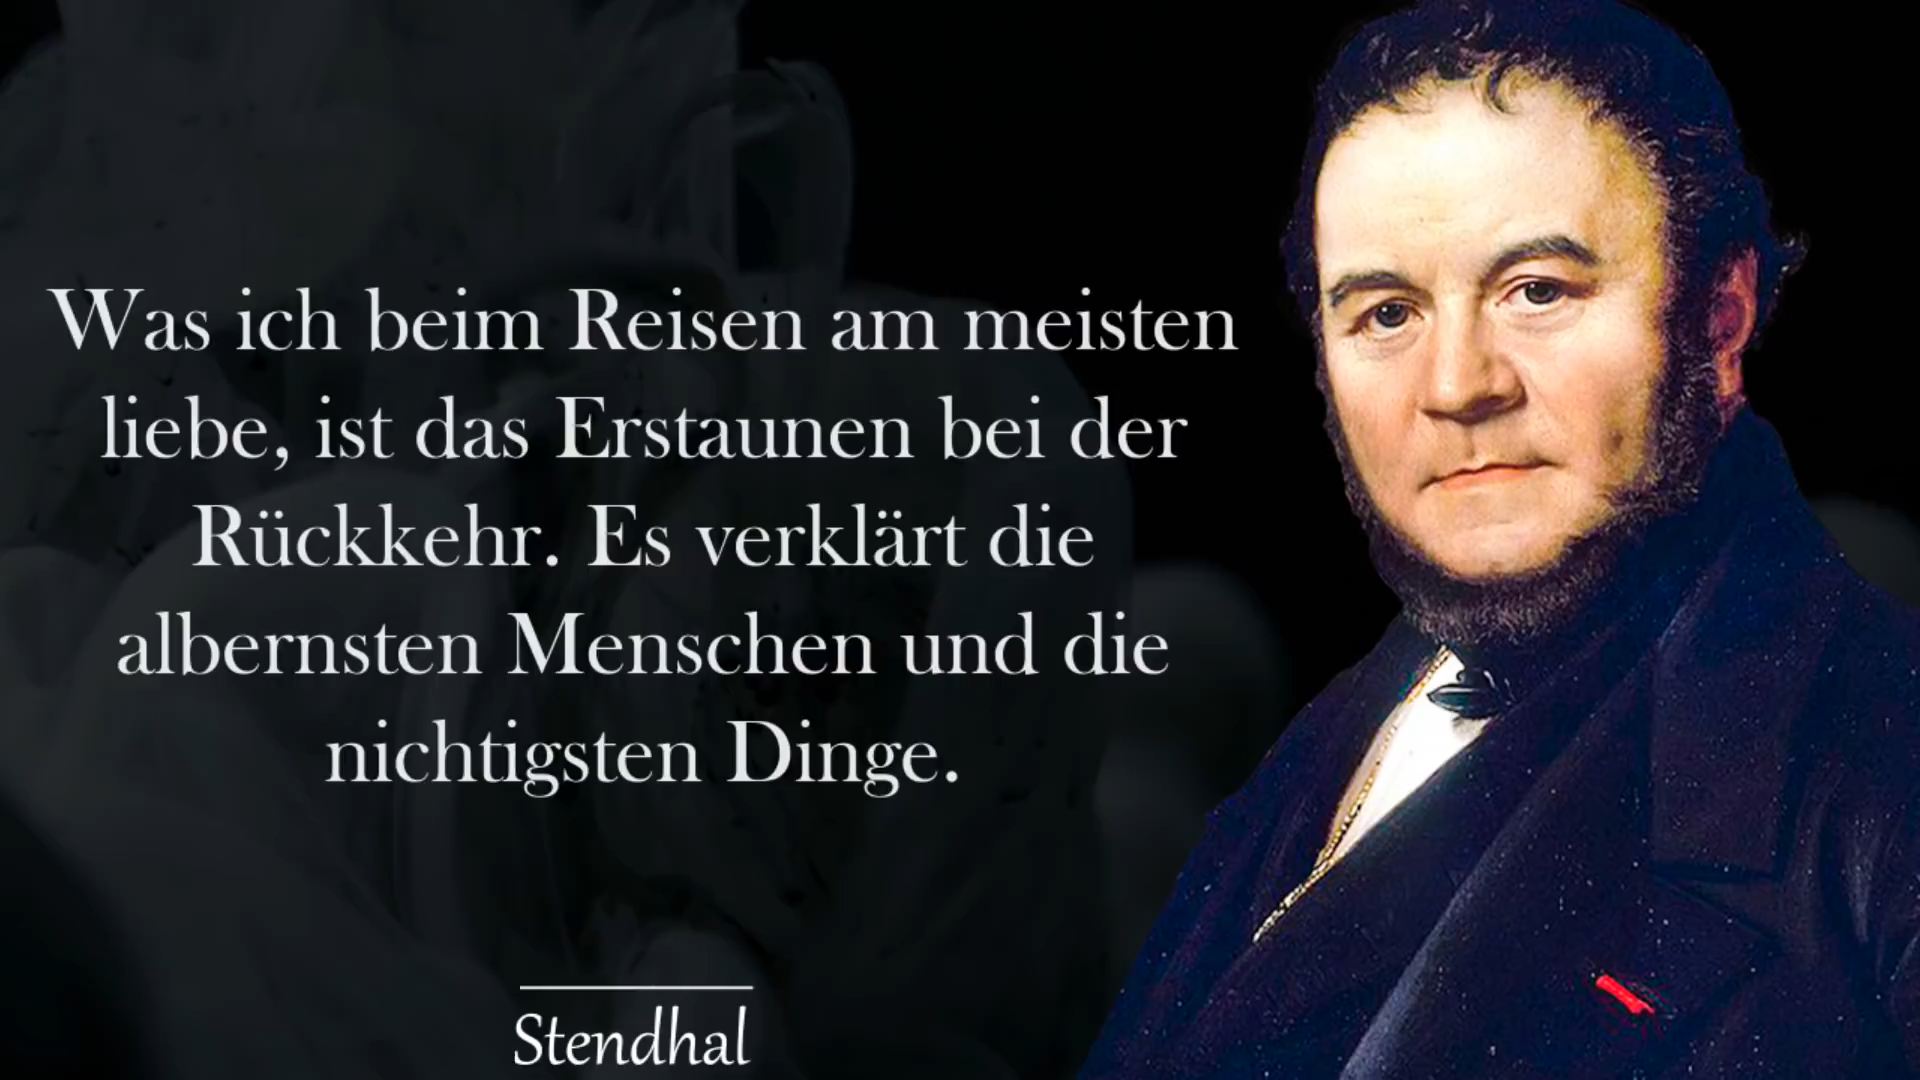 Was ich beim Reisen am meisten
liebe, ist das Erstaunen bei der
Rückkehr. Es verklärt die
albernsten Menschen und die
nichtigsten Dinge.
Stendhal